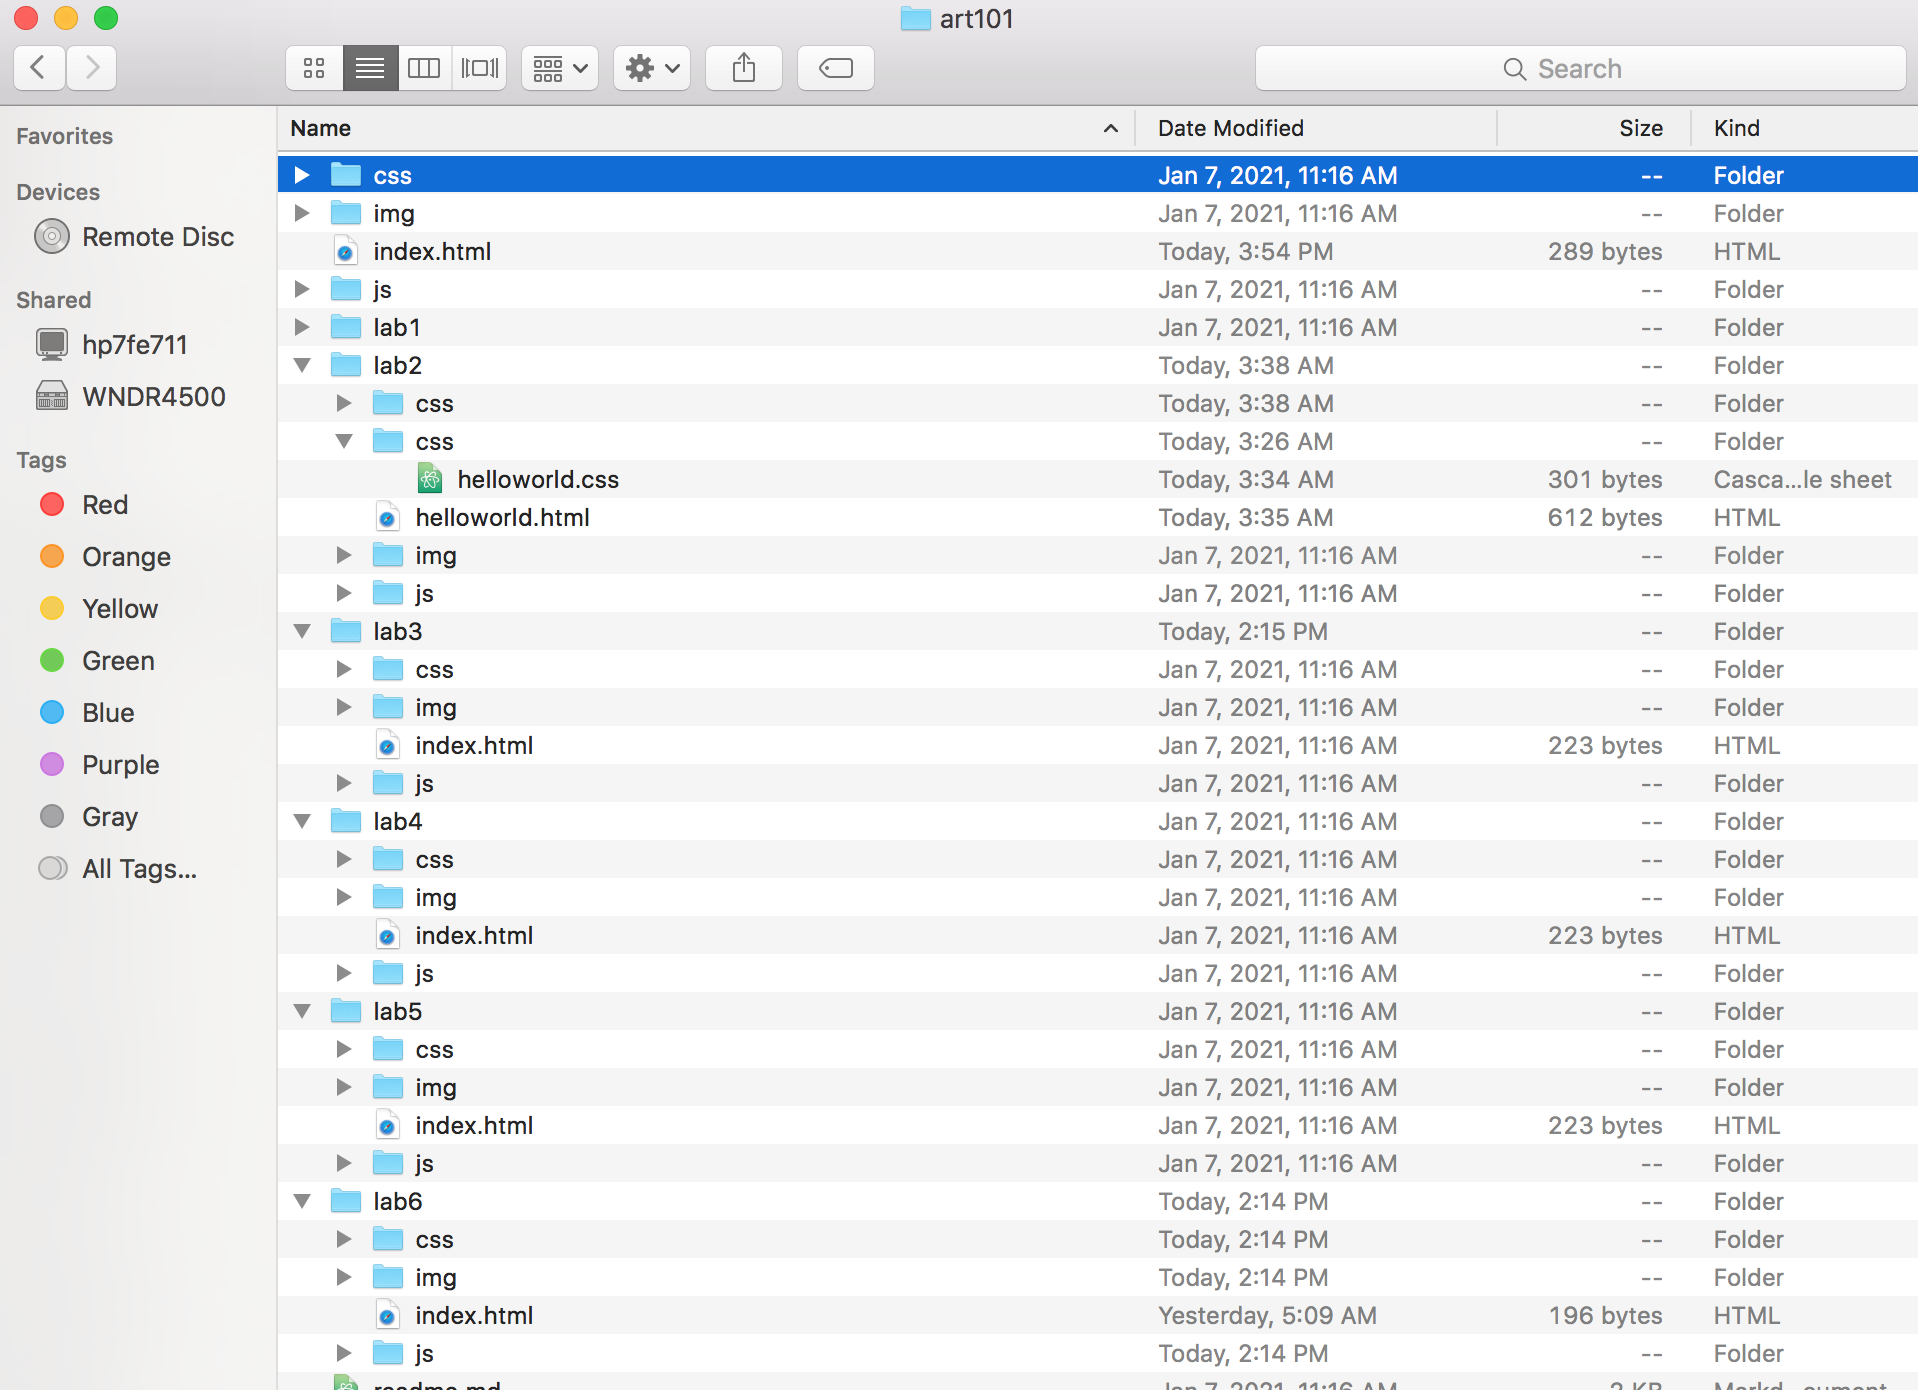 art101
Search
Favorites
Devices
Remote Disc
Shared
hp7fe711
WNDR4500
Tags
Red
Orange
Yellow
Green
Blue
Purple
Gray
All Tags...
Name Date Modified Size Kind
css Jan 7, 2021, 11:16 AM -- Folder
img Jan 7, 2021, 11:16 AM -- Folder
index.html Today, 3:54 PM 289 bytes HTML
js Jan 7, 2021, 11:16 AM -- Folder
lab1 Jan 7, 2021, 11:16 AM -- Folder
lab2 Today, 3:38 AM -- Folder
css Today, 3:38 AM -- Folder
css Today, 3:26 AM -- Folder
helloworld.css Today, 3:34 AM 301 bytes Casca...le sheet
helloworld.html Today, 3:35 AM 612 bytes HTML
img Jan 7, 2021, 11:16 AM -- Folder
js Jan 7, 2021, 11:16 AM -- Folder
lab3 Today, 2:15 PM -- Folder
css Jan 7, 2021, 11:16 AM -- Folder
img Jan 7, 2021, 11:16 AM -- Folder
index.html Jan 7, 2021, 11:16 AM 223 bytes HTML
js Jan 7, 2021, 11:16 AM -- Folder
lab4 Jan 7, 2021, 11:16 AM -- Folder
css Jan 7, 2021, 11:16 AM -- Folder
img Jan 7, 2021, 11:16 AM -- Folder
index.html Jan 7, 2021, 11:16 AM 223 bytes HTML
js Jan 7, 2021, 11:16 AM -- Folder
lab5 Jan 7, 2021, 11:16 AM -- Folder
css Jan 7, 2021, 11:16 AM -- Folder
img Jan 7, 2021, 11:16 AM -- Folder
index.html Jan 7, 2021, 11:16 AM 223 bytes HTML
js Jan 7, 2021, 11:16 AM -- Folder
lab6 Today, 2:14 PM -- Folder
css Today, 2:14 PM -- Folder
img Today, 2:14 PM -- Folder
index.html Yesterday, 5:09 AM 196 bytes HTML
js Today, 2:14 PM -- Folder
readme.md Jan 7, 2021, 11:16 AM 2 KB Markd...cument